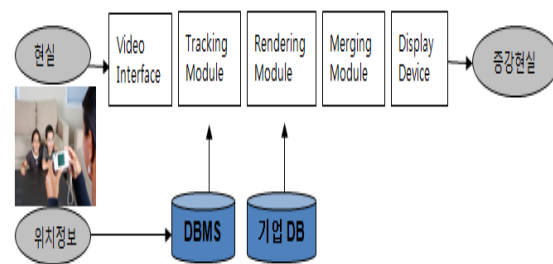 현실
Video
Interface
Tracking
Module
Rendering
Module
Merging
Module
Display
Device
증강현실
위치정보
DBMS
기업 DB